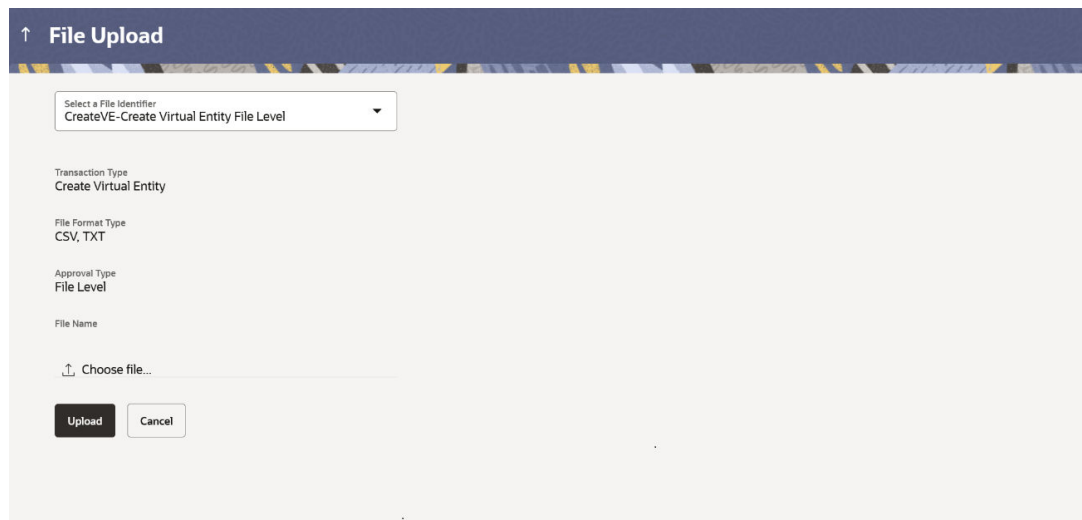 File Upload
Select a File Identifier
CreateVE-Create Virtual Entity File Level
Transaction Type
Create Virtual Entity
File Format Type
CSV, TXT
Approval Type
File Level
File Name
Choose file...
Upload Cancel